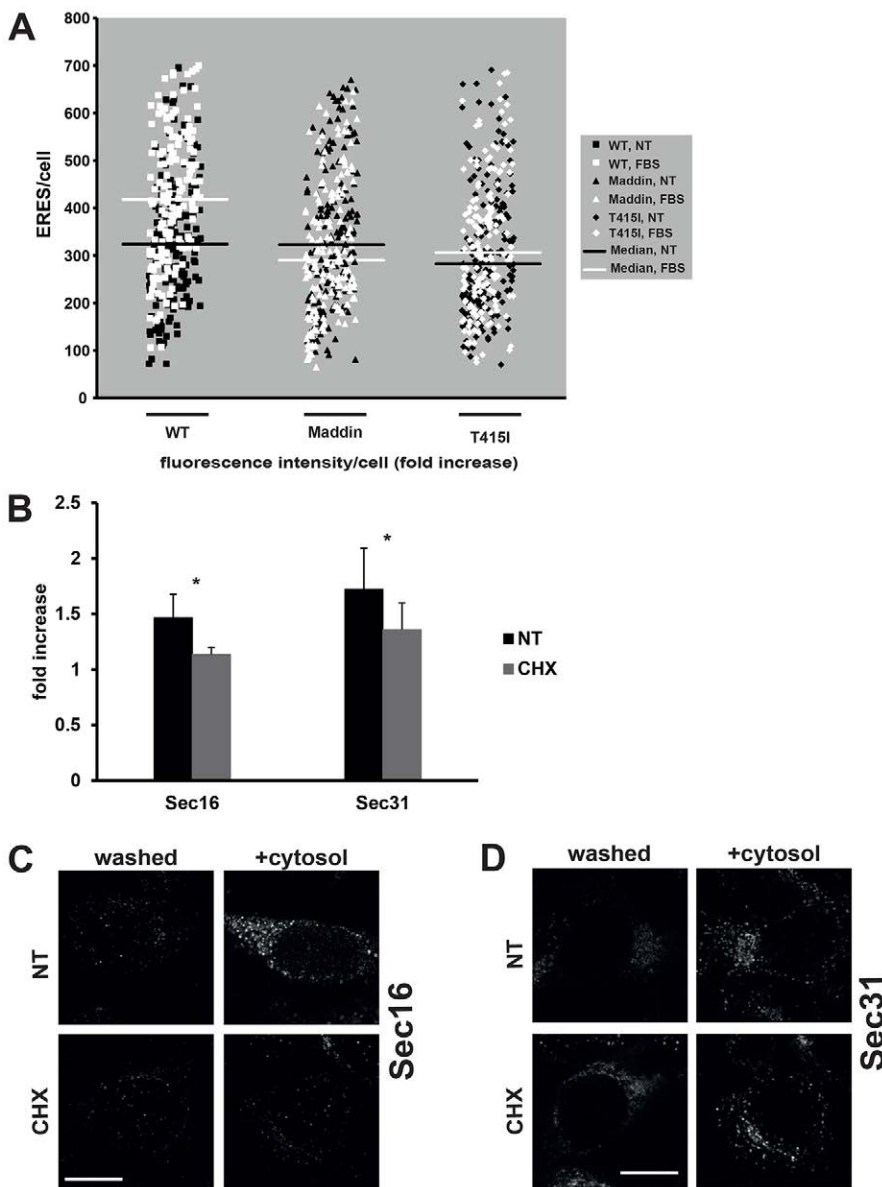 A
800
700
600
500
400
300
200
100
0
ERES/cell
WT
Maddin
T415I
fluorescence intensity/cell (fold increase)
WT, NT
WT, FBS
Maddin, NT
Maddin, FBS
T415I, NT
T415I, FBS
Median, NT
Median, FBS
B
2.5
2
1.5
1
0.5
0
fold increase
*
*
Sec16
Sec31
NT
CHX
C
washed
+cytosol
NT
CHX
Sec16
D
washed
+cytosol
NT
CHX
Sec31